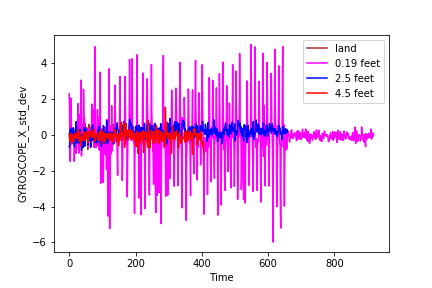 land
0.19 feet
2.5 feet
4.5 feet
4
2
0
−2
−4
−6
GYROSCOPE_X_std_dev
0 200 400 600 800
Time